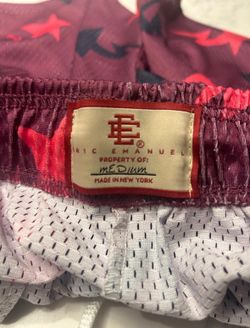 EE®
ERIC EMANUEL
PROPERTY OF:
MEDIUM
MADE IN NEW YORK